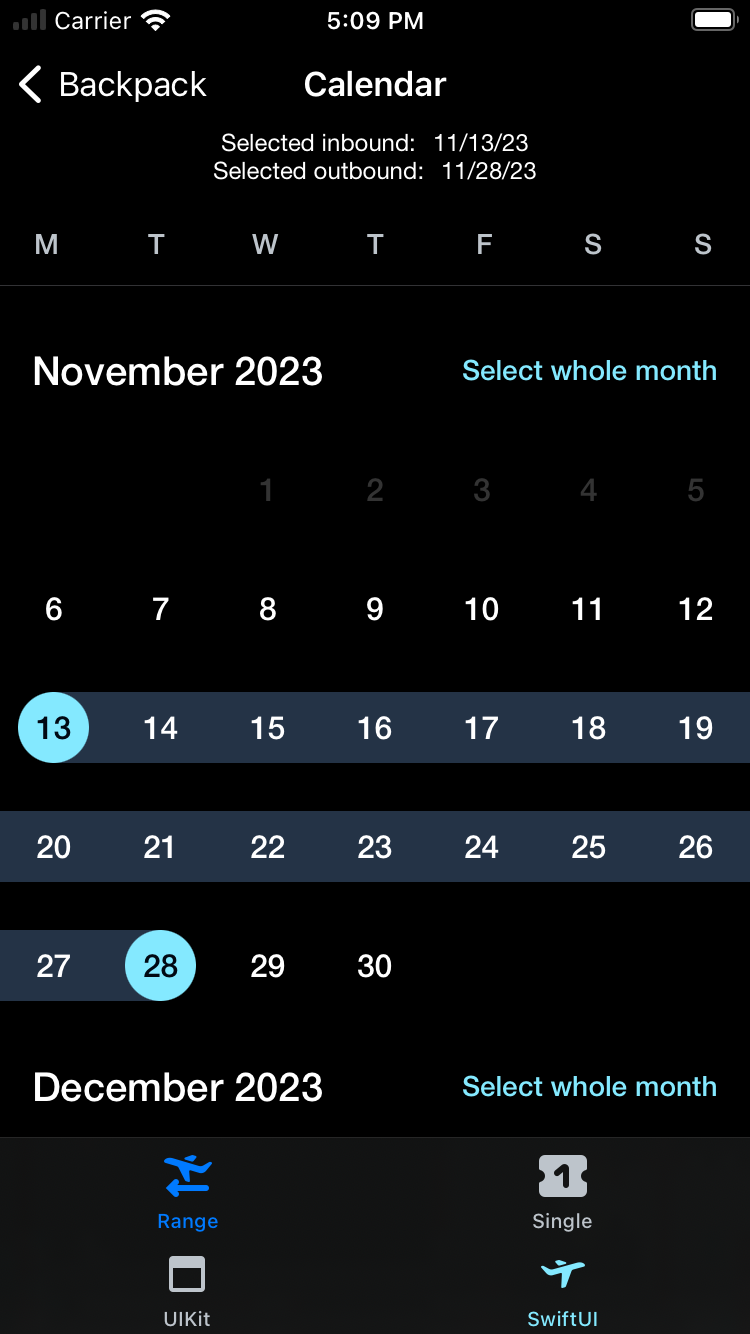 Carrier 5:09 PM
Backpack Calendar
Selected inbound: 11/13/23
Selected outbound: 11/28/23
M T W T F S S
November 2023 Select whole month
1 2 3 4 5
6 7 8 9 10 11 12
13 14 15 16 17 18 19
20 21 22 23 24 25 26
27 28 29 30
December 2023 Select whole month
1
Range Single
UIKit SwiftUI